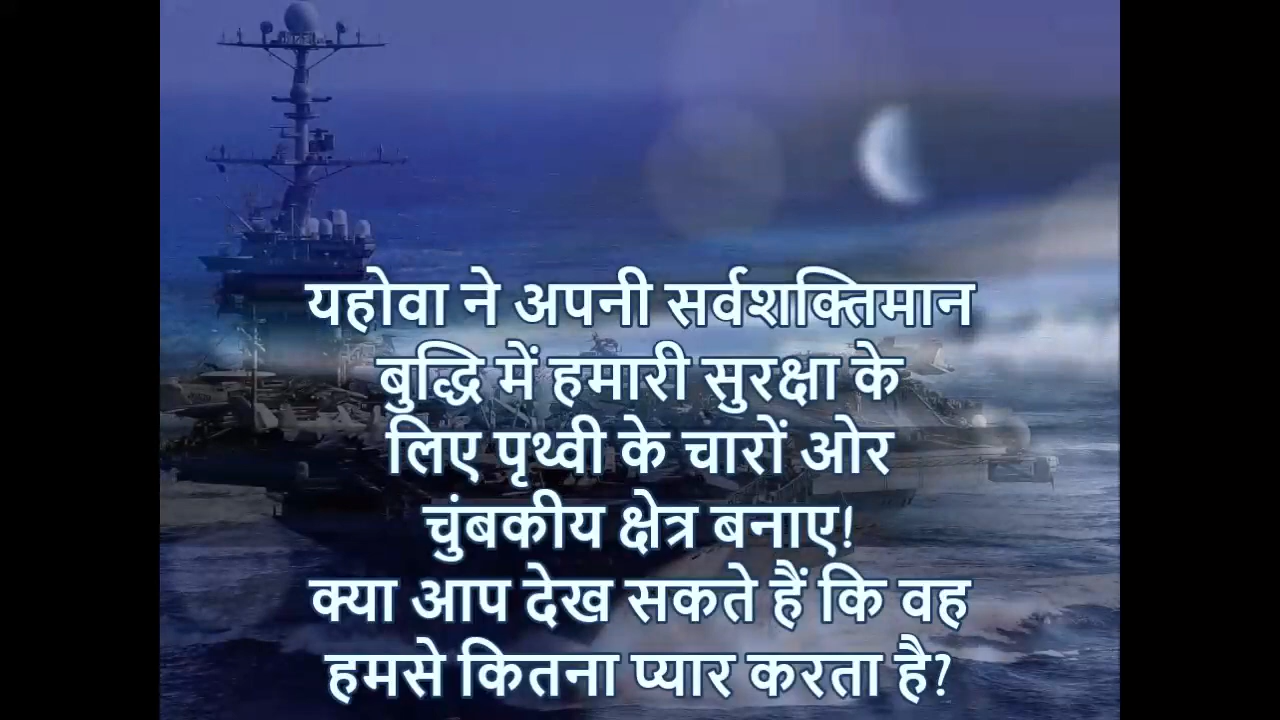 यहोवा ने अपनी सर्वशक्तिमान
बुद्धि में हमारी सुरक्षा के
लिए पृथ्वी के चारों ओर
चुंबकीय क्षेत्र बनाए!
क्या आप देख सकते हैं कि वह
हमसे कितना प्यार करता है?